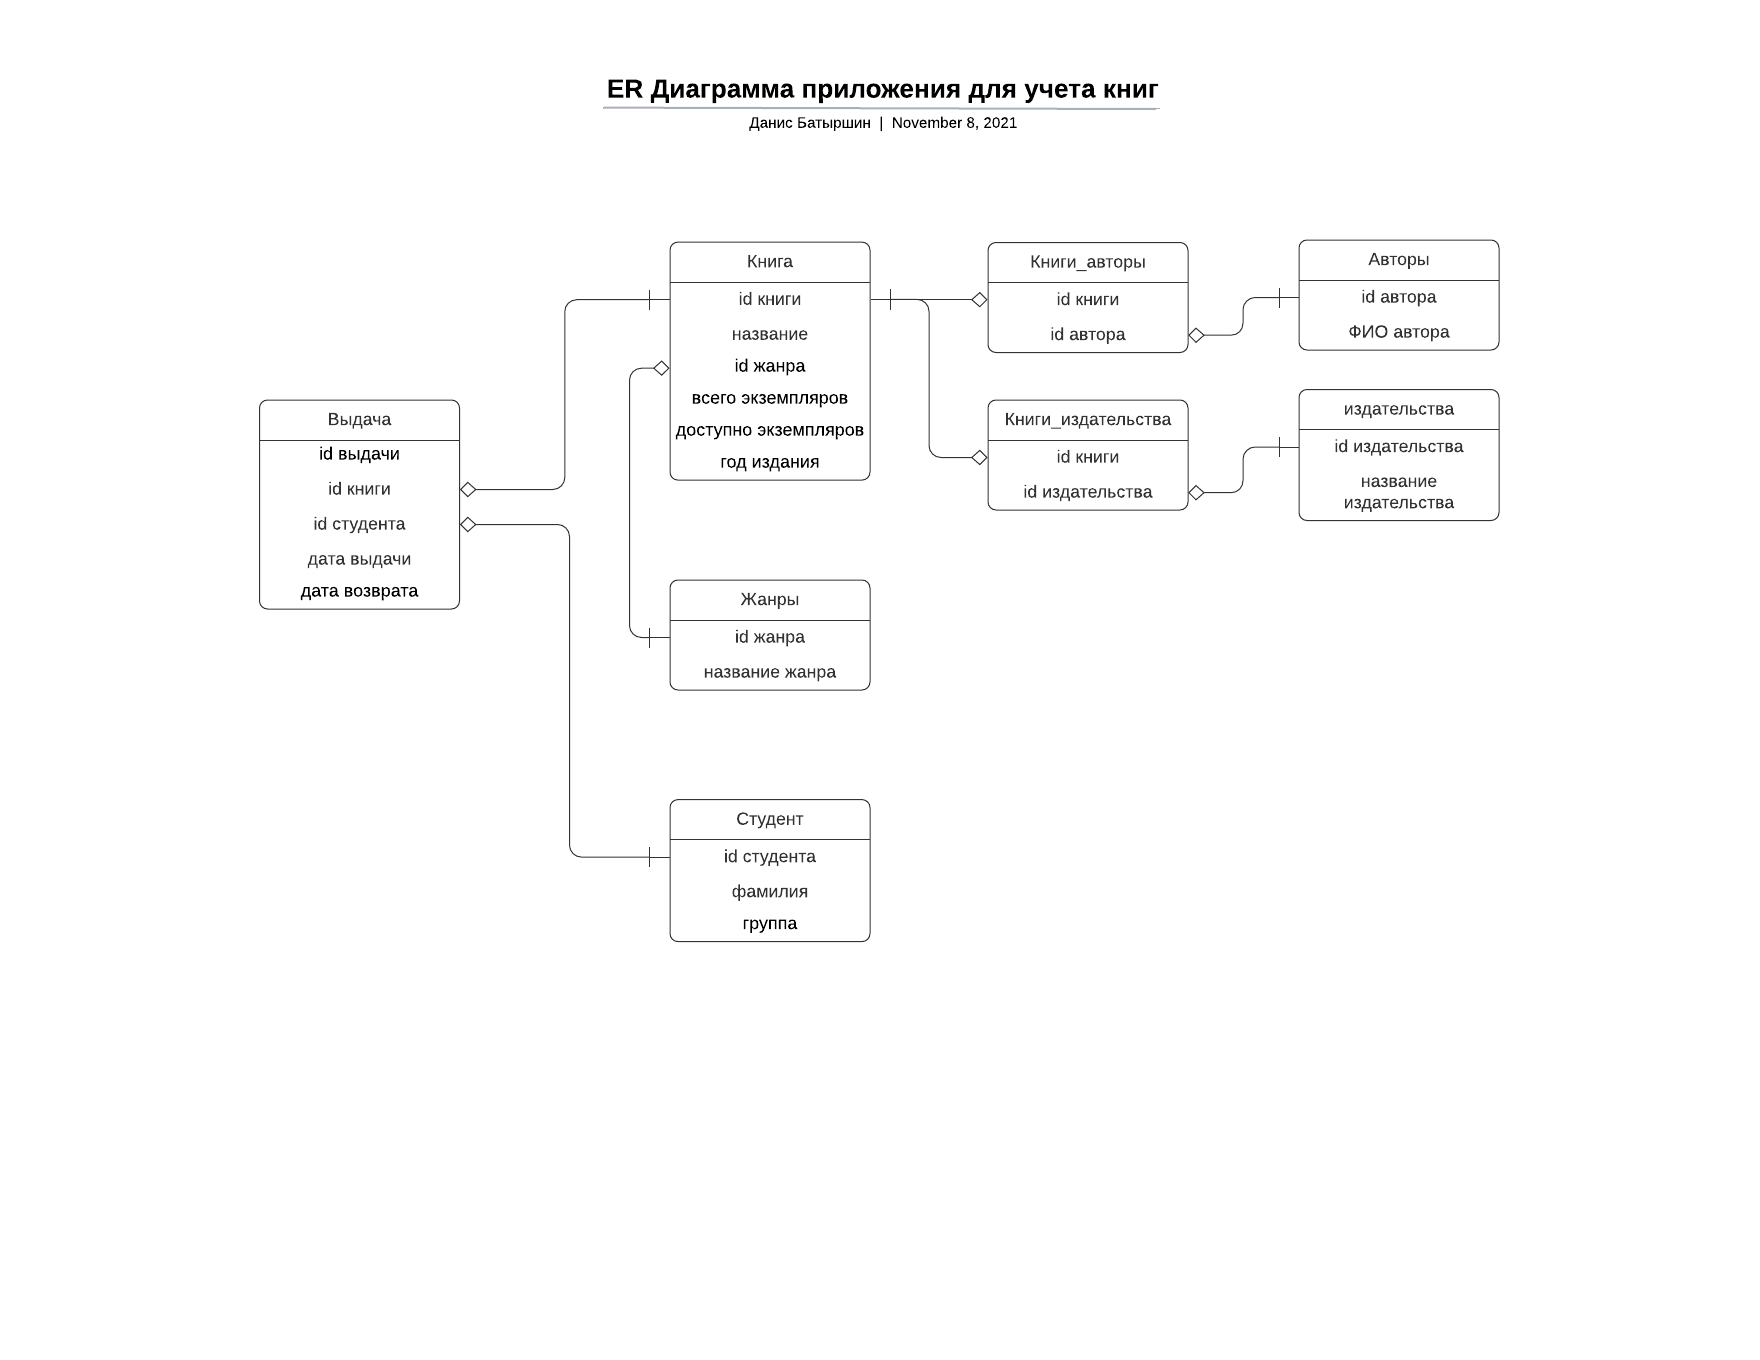 ER Диаграмма приложения для учета книг
Данис Батыршин | November 8, 2021
Книга
id книги
название
id жанра
всего экземпляров
доступно экземпляров
год издания
Книги_авторы
id книги
id автора
Авторы
id автора
ФИО автора
Выдача
id выдачи
id книги
id студента
дата выдачи
дата возврата
Книги_издательства
id книги
id издательства
издательства
id издательства
название
издательства
Жанры
id жанра
название жанра
Студент
id студента
фамилия
группа